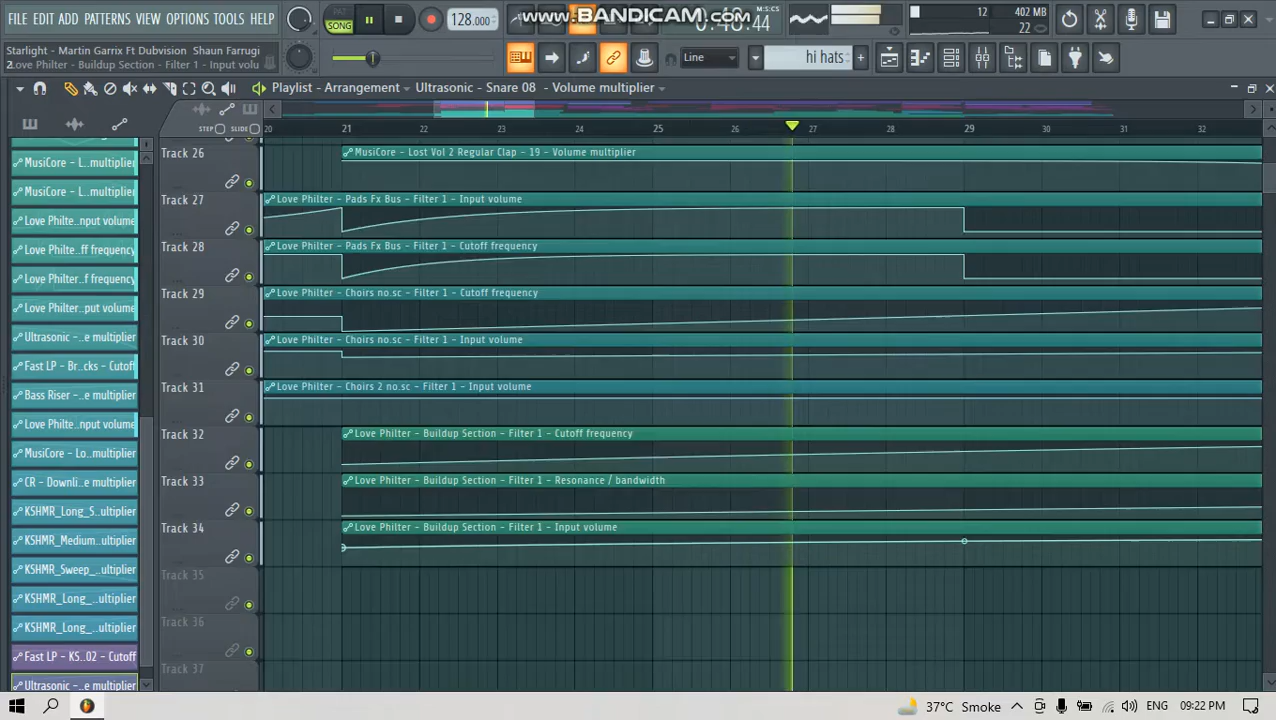 FILE EDIT ADD PATTERNS VIEW OPTIONS TOOLS HELP
PAT
SONG
128.000
www.BANDICAM.com
0:48:44
M:S:CS
12
402 MB
22
Starlight - Martin Garrix Ft Dubvision Shaun Farrugi
2Love Philter - Buildup Section - Filter 1 - Input volu
Line
hi hats
Playlist - Arrangement
Ultrasonic - Snare 08 - Volume multiplier
STEP
SLIDE
20
21
22
23
24
25
26
27
28
29
30
31
32
MusiCore - L..multiplier
MusiCore - L..multiplier
Love Philte..nput volume
Love Philte..ff frequency
Love Philter..f frequency
Love Philter..put volume
Ultrasonic -..e multiplier
Fast LP - Br..cks - Cutoff
Bass Riser -..e multiplier
Love Philte..put volume
MusiCore - Lo..multiplier
CR - Downli..e multiplier
KSHMR_Long_S..ultiplier
KSHMR_Medium..ultiplier
KSHMR_Sweep_..ultiplier
KSHMR_Long_..ultiplier
KSHMR_Long_..ultiplier
Fast LP - KS..02 - Cutoff
Ultrasonic -..e multiplier
Track 26
MusiCore - Lost Vol 2 Regular Clap - 19 - Volume multiplier
Track 27
Love Philter - Pads Fx Bus - Filter 1 - Input volume
Track 28
Love Philter - Pads Fx Bus - Filter 1 - Cutoff frequency
Track 29
Love Philter - Choirs no.sc - Filter 1 - Cutoff frequency
Track 30
Love Philter - Choirs no.sc - Filter 1 - Input volume
Track 31
Love Philter - Choirs 2 no.sc - Filter 1 - Input volume
Track 32
Love Philter - Buildup Section - Filter 1 - Cutoff frequency
Track 33
Love Philter - Buildup Section - Filter 1 - Resonance / bandwidth
Track 34
Love Philter - Buildup Section - Filter 1 - Input volume
Track 35
Track 36
Track 37
37°C Smoke
ENG
09:22 PM